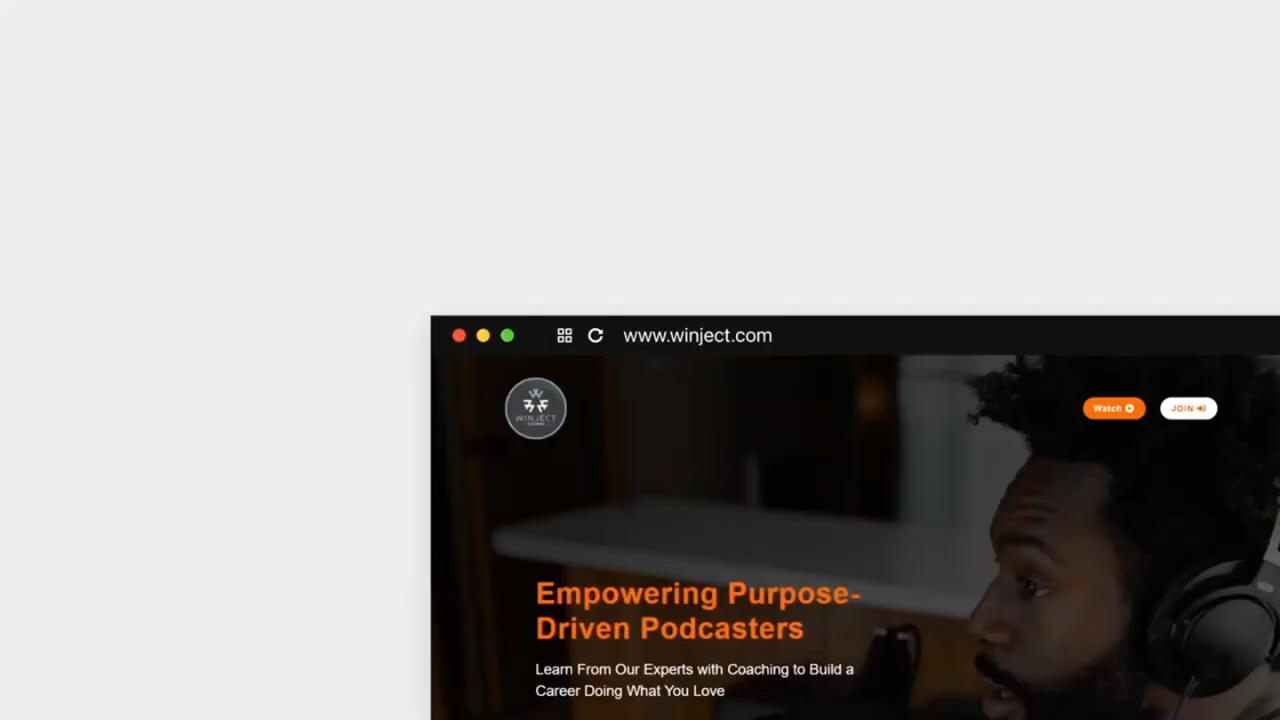 www.winject.com
WINJECT
Watch
JOIN
Empowering Purpose-
Driven Podcasters
Learn From Our Experts with Coaching to Build a
Career Doing What You Love